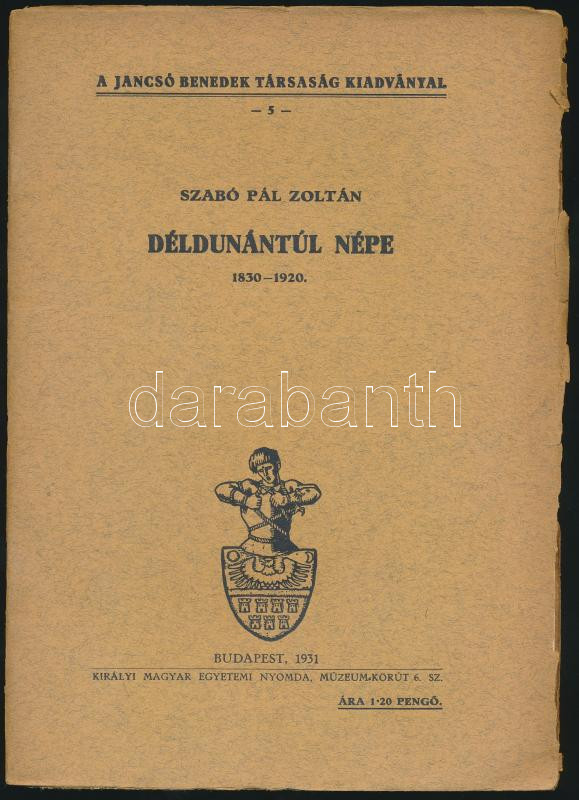 A JANCSÓ BENEDEK TÁRSASÁG KIADVÁNYAI.
— 5 —
SZABÓ PÁL ZOLTÁN
DÉLDUNÁNTÚL NÉPE
1830—1920.
darabanth
BUDAPEST, 1931
KIRÁLYI MAGYAR EGYETEMI NYOMDA, MÚZEUM-KÖRÚT 6. SZ.
ÁRA 1·20 PENGŐ.